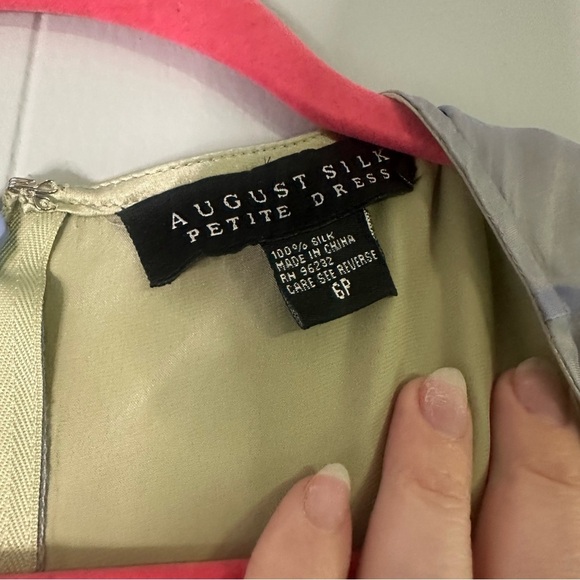 AUGUST SILK
PETITE DRESS
100% SILK
MADE IN CHINA
RN 96232
CARE SEE REVERSE
6P